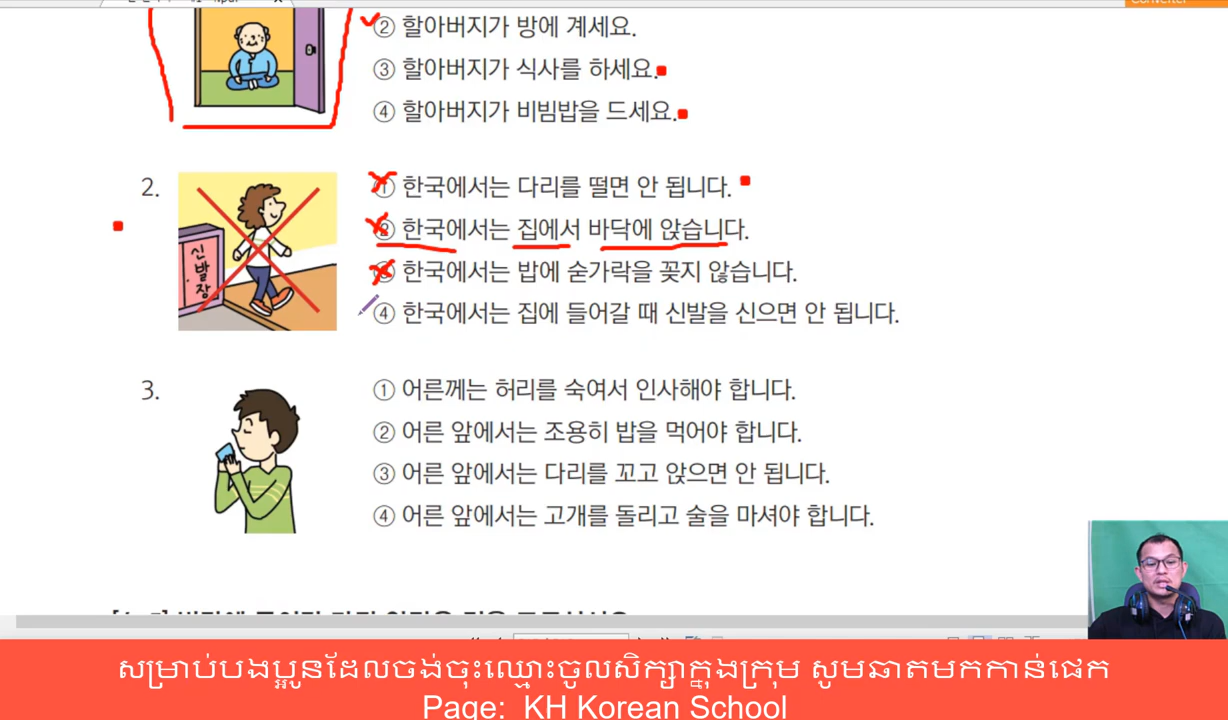 ② 할아버지가 방에 계세요.
③ 할아버지가 식사를 하세요.
④ 할아버지가 비빔밥을 드세요.
2.
신발장
① 한국에서는 다리를 떨면 안 됩니다.
② 한국에서는 집에서 바닥에 앉습니다.
③ 한국에서는 밥에 숟가락을 꽂지 않습니다.
④ 한국에서는 집에 들어갈 때 신발을 신으면 안 됩니다.
3.
① 어른께는 허리를 숙여서 인사해야 합니다.
② 어른 앞에서는 조용히 밥을 먹어야 합니다.
③ 어른 앞에서는 다리를 꼬고 앉으면 안 됩니다.
④ 어른 앞에서는 고개를 돌리고 술을 마셔야 합니다.
សម្រាប់បងប្អូនដែលចង់ចុះឈ្មោះចូលសិក្សាក្នុងក្រុម សូមឆាតមកកាន់ផេក
Page: KH Korean School